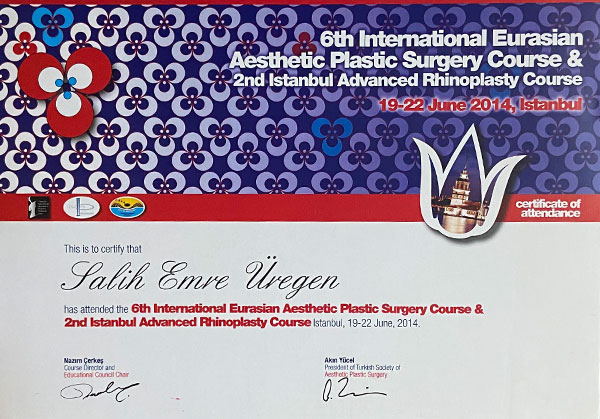 6th International Eurasian
Aesthetic Plastic Surgery Course &
2nd Istanbul Advanced Rhinoplasty Course
19-22 June 2014, Istanbul
certificate of
attendance
This is to certify that
Salih Emre Üregen
has attended the 6th International Eurasian Aesthetic Plastic Surgery Course &
2nd Istanbul Advanced Rhinoplasty Course Istanbul, 19-22 June, 2014.
Nazım Çerkeş
Course Director and
Educational Council Chair
Akın Yücel
President of Turkish Society of
Aesthetic Plastic Surgery